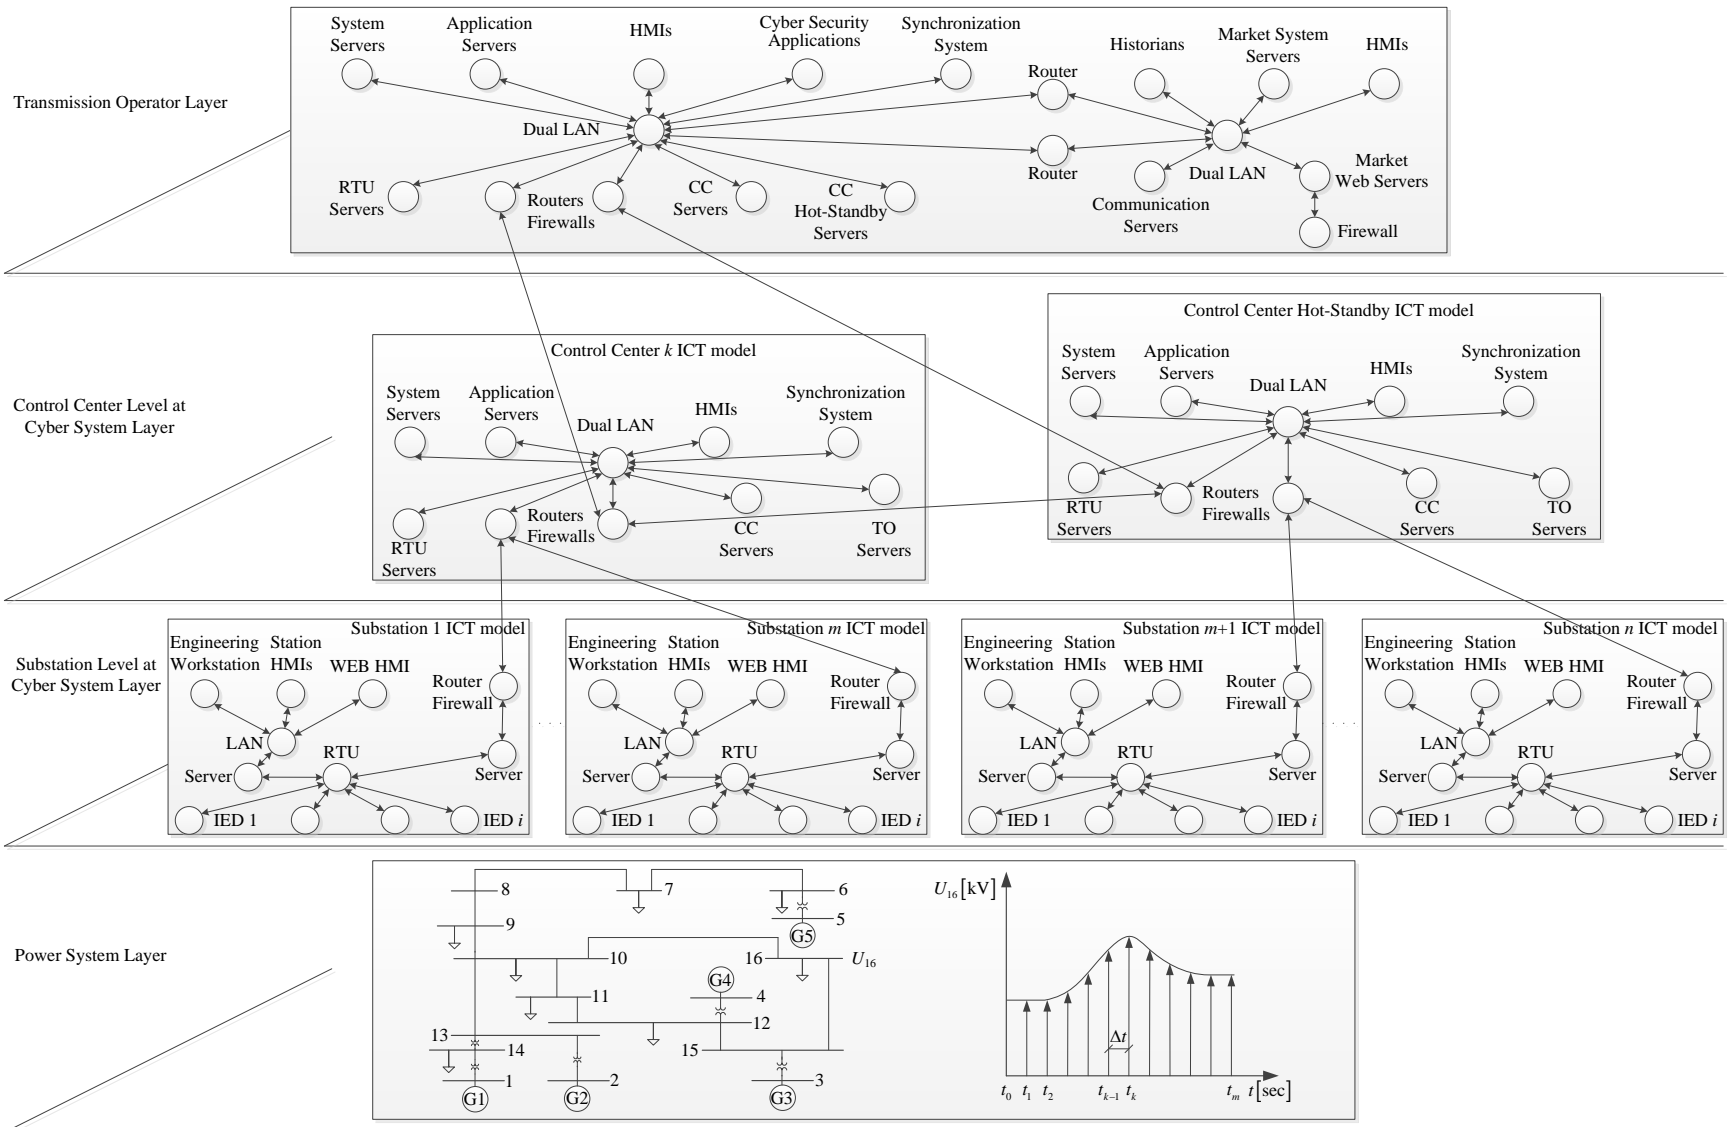 Transmission Operator Layer
System
Servers
Application
Servers
HMIs
Cyber Security
Applications
Synchronization
System
Router
Historians
Market System
Servers
HMIs
Dual LAN
Router
Dual LAN
Market
Web Servers
RTU
Servers
Routers
Firewalls
CC
Servers
CC
Hot-Standby
Servers
Communication
Servers
Firewall
Control Center Level at
Cyber System Layer
Control Center k ICT model
System
Servers
Application
Servers
Dual LAN
HMIs
Synchronization
System
RTU
Servers
Routers
Firewalls
CC
Servers
TO
Servers
Control Center Hot-Standby ICT model
System
Servers
Application
Servers
Dual LAN
HMIs
Synchronization
System
RTU
Servers
Routers
Firewalls
CC
Servers
TO
Servers
Substation Level at
Cyber System Layer
Substation 1 ICT model
Engineering
Workstation
Station
HMIs
WEB HMI
Router
Firewall
LAN
RTU
Server
Server
IED 1
IED i
. . .
Substation m ICT model
Engineering
Workstation
Station
HMIs
WEB HMI
Router
Firewall
LAN
RTU
Server
Server
IED 1
IED i
Substation m+1 ICT model
Engineering
Workstation
Station
HMIs
WEB HMI
Router
Firewall
LAN
RTU
Server
Server
IED 1
IED i
. . . .
Substation n ICT model
Engineering
Workstation
Station
HMIs
WEB HMI
Router
Firewall
LAN
RTU
Server
Server
IED 1
IED i
Power System Layer
8
7
6
9
5
G5
10
16
U16
G4
11
4
12
13
14
15
1
2
3
G1
G2
G3
U16 [kV]
Δt
t0 t1 t2 tk−1 tk tm t [sec]